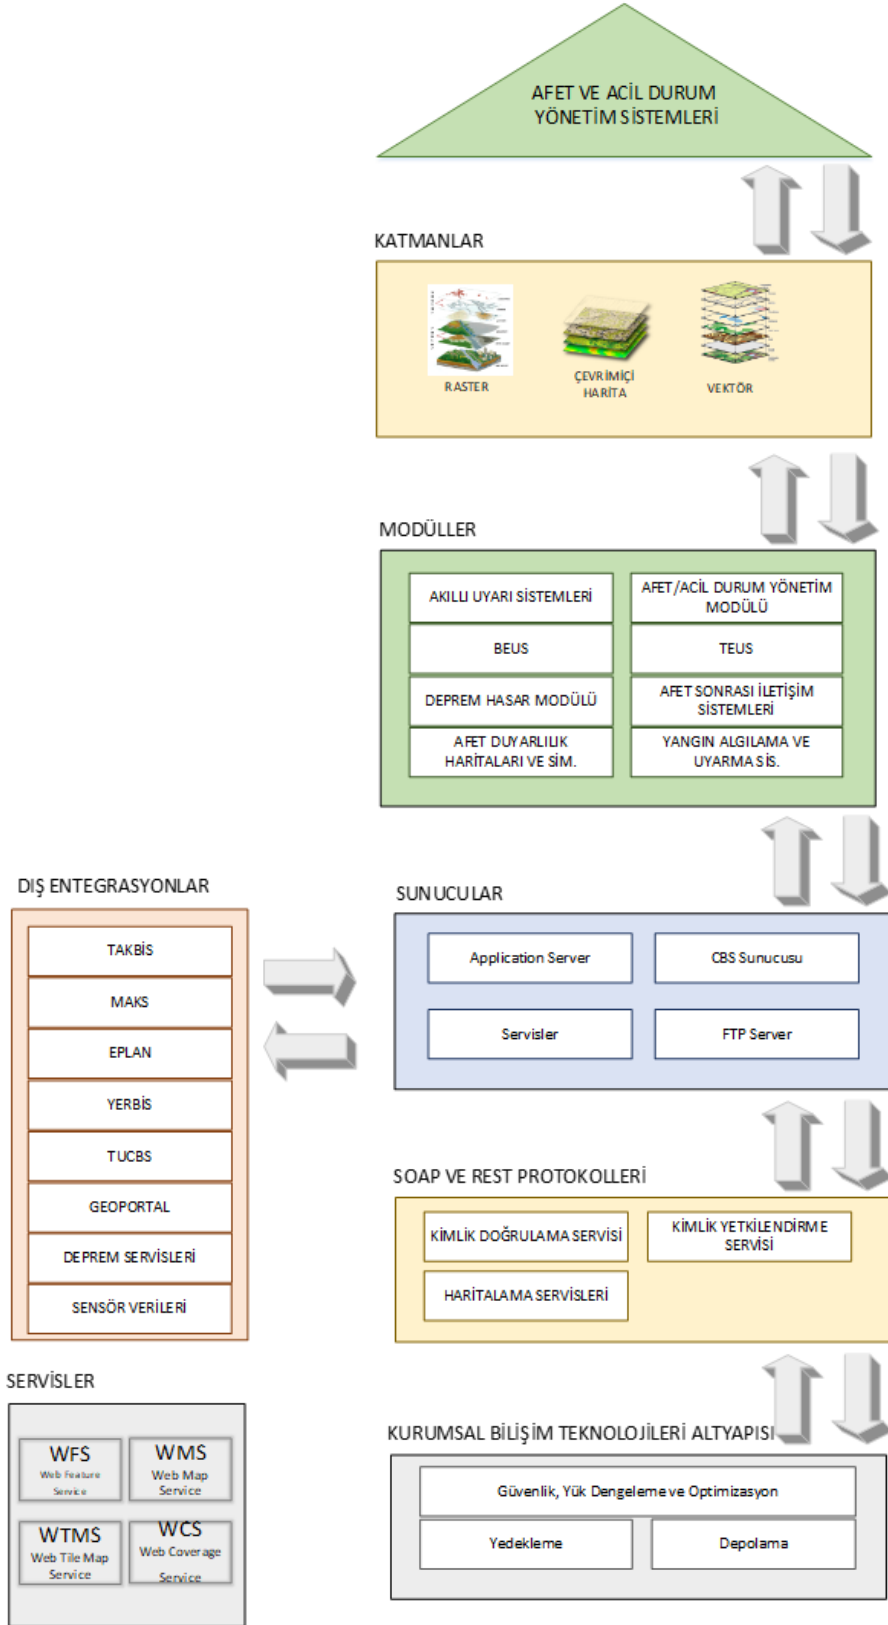 AFET VE ACİL DURUM
YÖNETİM SİSTEMLERİ
KATMANLAR
RASTER
ÇEVRİMİÇİ
HARİTA
VEKTÖR
MODÜLLER
AKILLI UYARI SİSTEMLERİ
AFET/ACİL DURUM YÖNETİM
MODÜLÜ
BEUS
TEUS
DEPREM HASAR MODÜLÜ
AFET SONRASI İLETİŞİM
SİSTEMLERİ
AFET DUYARLILIK
HARİTALARI VE SİM.
YANGIN ALGILAMA VE
UYARMA SİS.
DIŞ ENTEGRASYONLAR
TAKBİS
MAKS
EPLAN
YERBİS
TUCBS
GEOPORTAL
DEPREM SERVİSLERİ
SENSÖR VERİLERİ
SUNUCULAR
Application Server
CBS Sunucusu
Servisler
FTP Server
SOAP VE REST PROTOKOLLERİ
KİMLİK DOĞRULAMA SERVİSİ
KİMLİK YETKİLENDİRME
SERVİSİ
HARİTALAMA SERVİSLERİ
SERVİSLER
WFS
Web Feature
Service
WMS
Web Map
Service
WTMS
Web Tile Map
Service
WCS
Web Coverage
Service
KURUMSAL BİLİŞİM TEKNOLOJİLERİ ALTYAPISI
Güvenlik, Yük Dengeleme ve Optimizasyon
Yedekleme
Depolama